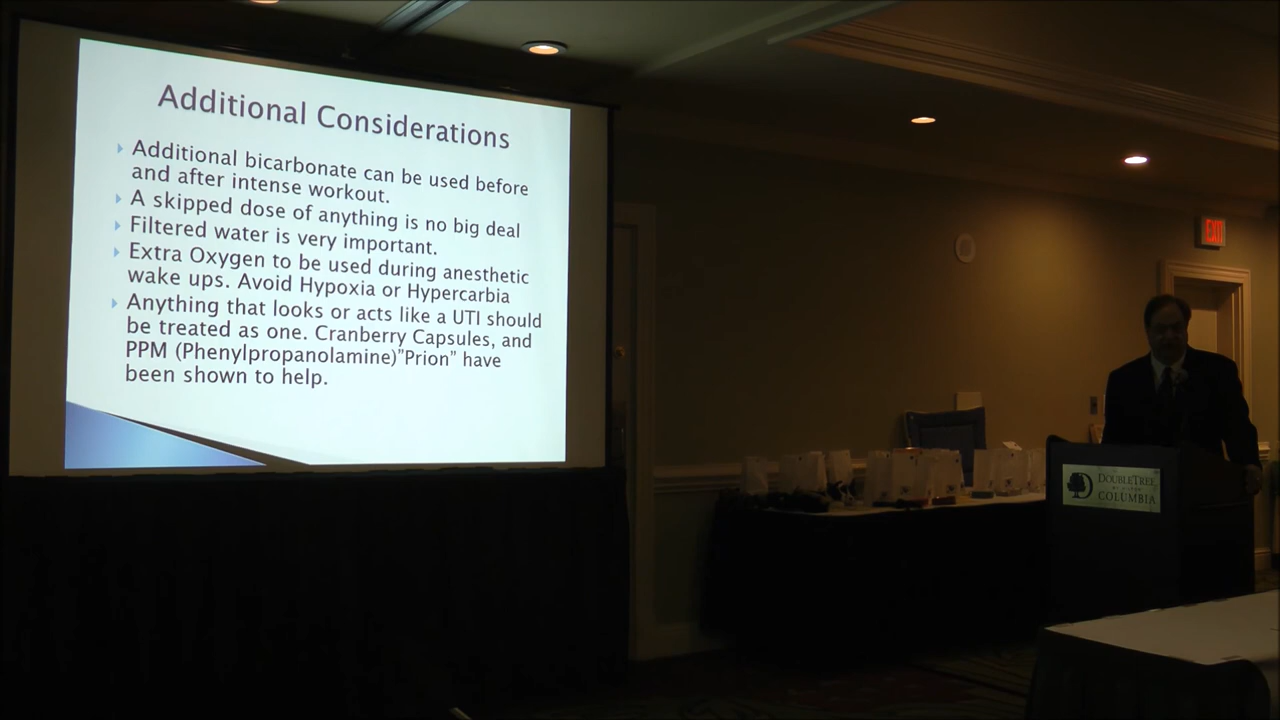 Additional Considerations
Additional bicarbonate can be used before
and after intense workout.
A skipped dose of anything is no big deal
Filtered water is very important.
Extra Oxygen to be used during anesthetic
wake ups. Avoid Hypoxia or Hypercarbia
Anything that looks or acts like a UTI should
be treated as one. Cranberry Capsules, and
PPM (Phenylpropanolamine)"Prion" have
been shown to help.
EXIT
DOUBLETREE
COLUMBIA